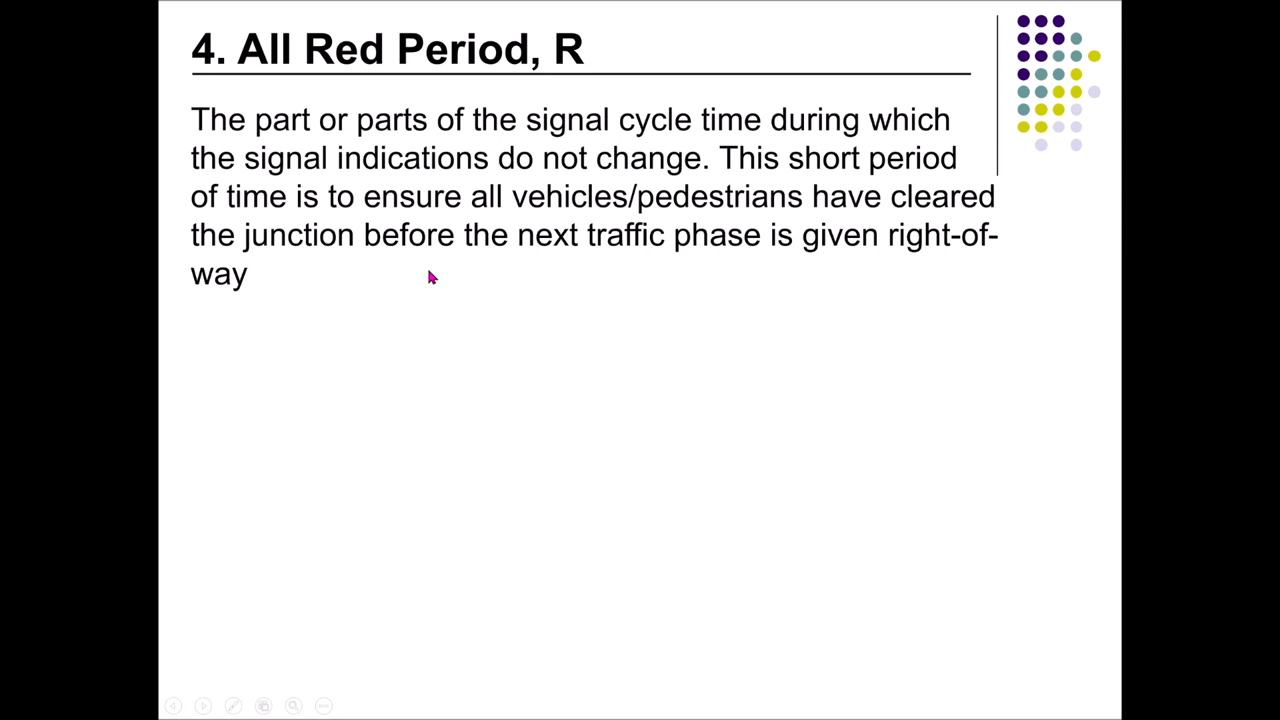 4. All Red Period, R
The part or parts of the signal cycle time during which
the signal indications do not change. This short period
of time is to ensure all vehicles/pedestrians have cleared
the junction before the next traffic phase is given right-of-
way